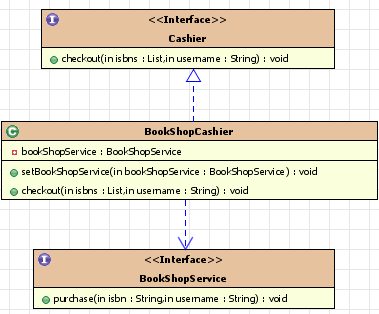 I
<<Interface>>
Cashier
checkout(in isbns : List,in username : String) : void
C
BookShopCashier
bookShopService : BookShopService
setBookShopService(in bookShopService : BookShopService) : void
checkout(in isbns : List,in username : String) : void
I
<<Interface>>
BookShopService
purchase(in isbn : String,in username : String) : void